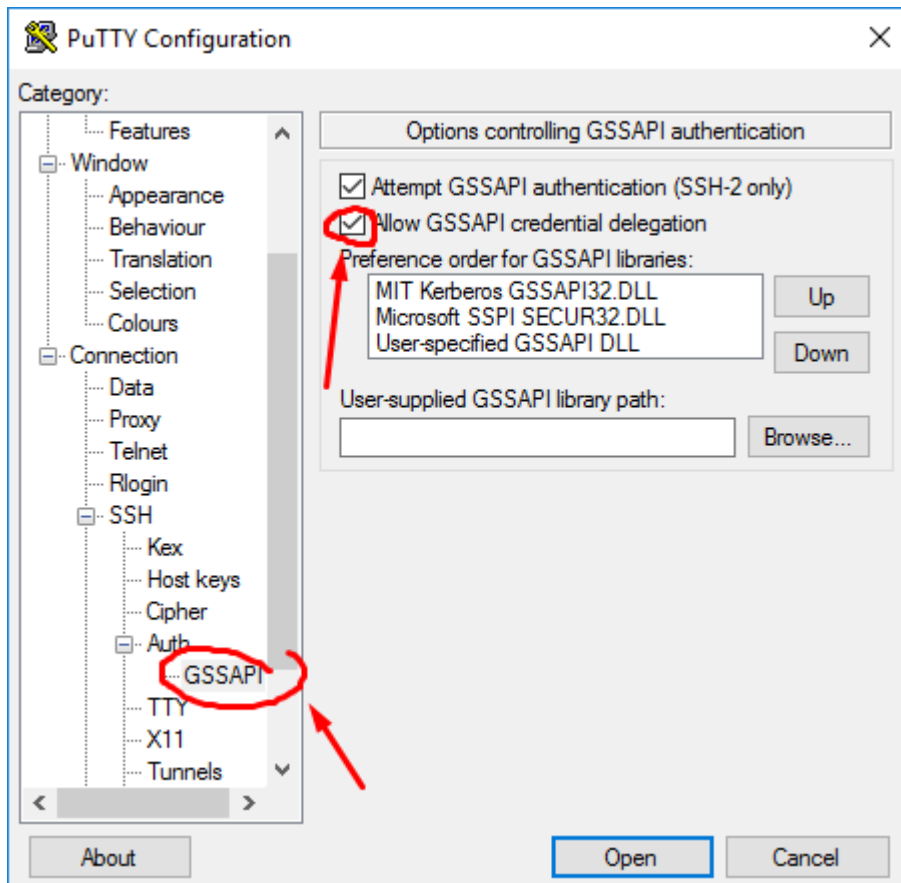 PuTTY Configuration
Category:
Features
Window
Appearance
Behaviour
Translation
Selection
Colours
Connection
Data
Proxy
Telnet
Rlogin
SSH
Kex
Host keys
Cipher
Auth
GSSAPI
TTY
X11
Tunnels
Options controlling GSSAPI authentication
Attempt GSSAPI authentication (SSH-2 only)
Allow GSSAPI credential delegation
Preference order for GSSAPI libraries:
MIT Kerberos GSSAPI32.DLL
Microsoft SSPI SECUR32.DLL
User-specified GSSAPI DLL
Up
Down
User-supplied GSSAPI library path:
Browse...
About
Open
Cancel